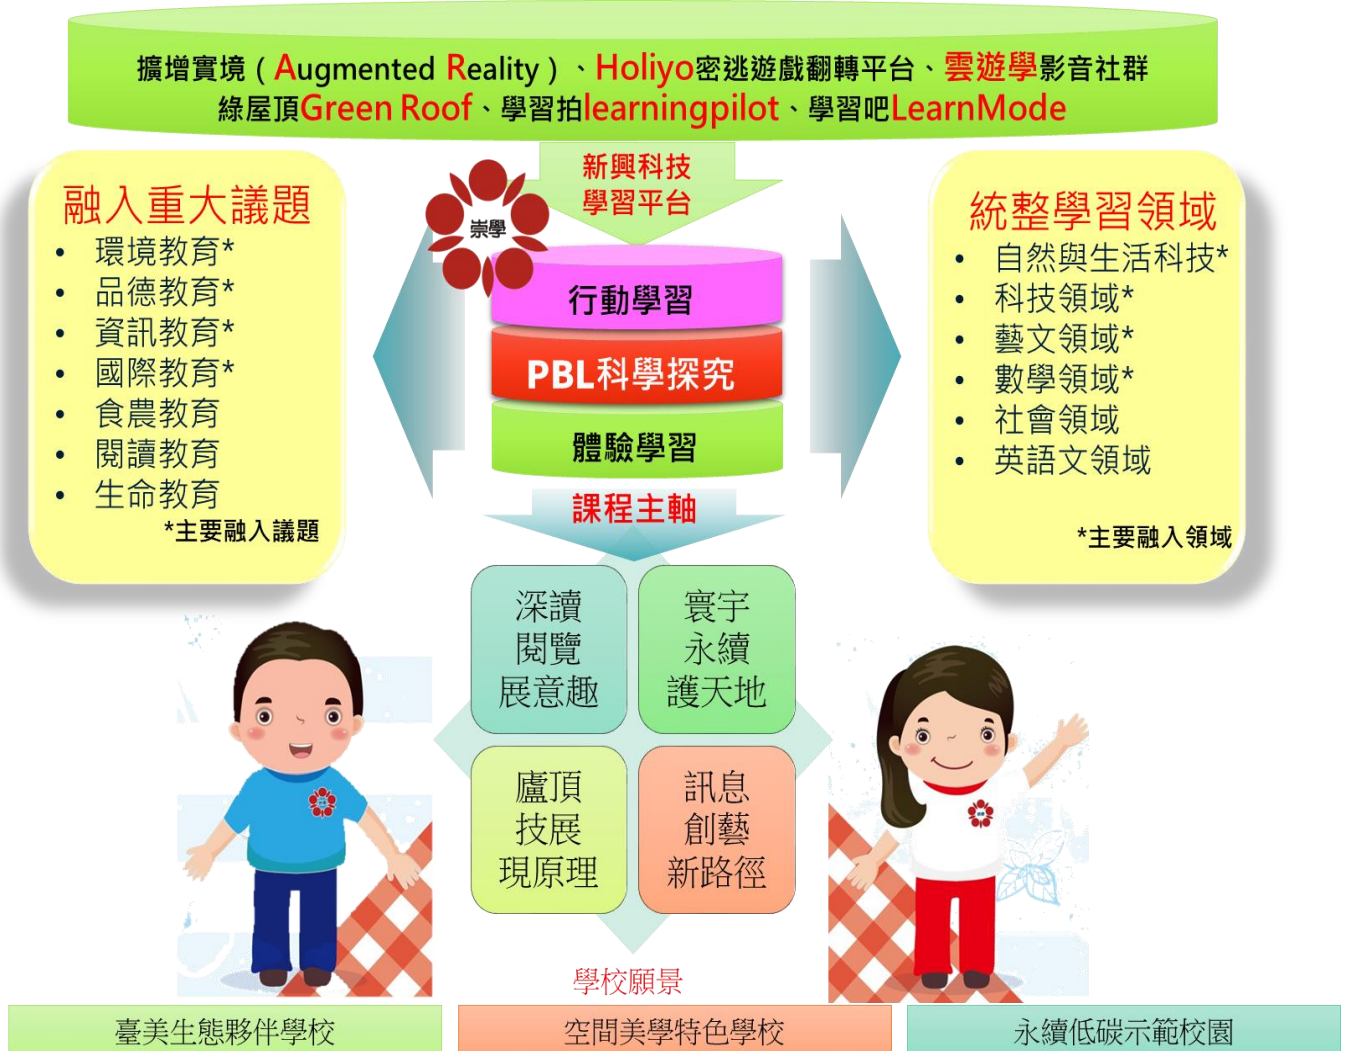 擴增實境（Augmented Reality）、Holiyo密逃遊戲翻轉平台、雲遊學影音社群
綠屋頂Green Roof、學習拍learningpilot、學習吧LearnMode
新興科技
學習平台
崇學
融入重大議題
• 環境教育*
• 品德教育*
• 資訊教育*
• 國際教育*
• 食農教育
• 閱讀教育
• 生命教育
*主要融入議題
行動學習
PBL科學探究
體驗學習
課程主軸
統整學習領域
• 自然與生活科技*
• 科技領域*
• 藝文領域*
• 數學領域*
• 社會領域
• 英語文領域
*主要融入領域
深讀
閱覽
展意趣
寰宇
永續
護天地
廬頂
技展
現原理
訊息
創藝
新路徑
學校願景
臺美生態夥伴學校
空間美學特色學校
永續低碳示範校園